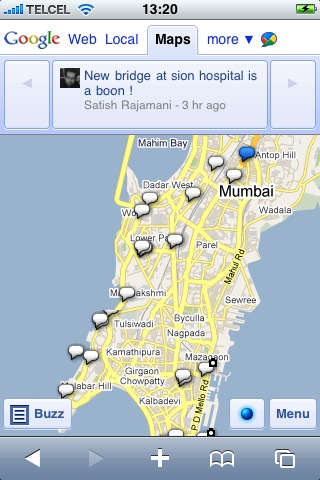 TELCEL 13:20
Google Web Local Maps more ▼
New bridge at sion hospital is
a boon !
Satish Rajamani - 3 hr ago
Mahim Bay
Antop Hill
Dadar West
Mumbai
Wadala
Lower Parel
Parel
Mahul Rd
Sewree
Byculla
Tulsiwadi
Nagpada
Kamathipura
Mazagaon
Girgaon
Chowpatty
Malabar Hill
Kalbadevi
P D Mello Rd
Buzz
Menu